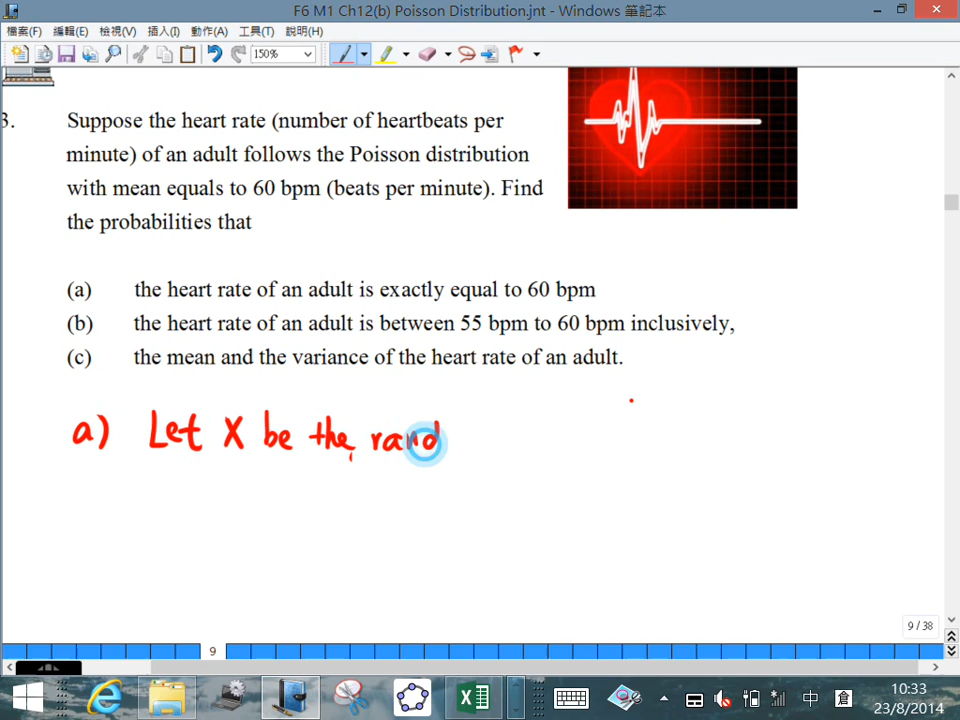 F6 M1 Ch12(b) Poisson Distribution.jnt - Windows 筆記本
檔案(F) 編輯(E) 檢視(V) 插入(I) 動作(A) 工具(T) 說明(H)
150%
3. Suppose the heart rate (number of heartbeats per
minute) of an adult follows the Poisson distribution
with mean equals to 60 bpm (beats per minute). Find
the probabilities that
(a) the heart rate of an adult is exactly equal to 60 bpm
(b) the heart rate of an adult is between 55 bpm to 60 bpm inclusively,
(c) the mean and the variance of the heart rate of an adult.
a) Let X be the rand
9 / 38
9
中 倉
10:33
23/8/2014